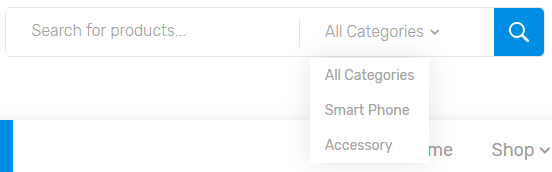 Search for products...
All Categories
All Categories
Smart Phone
Accessory
Shop